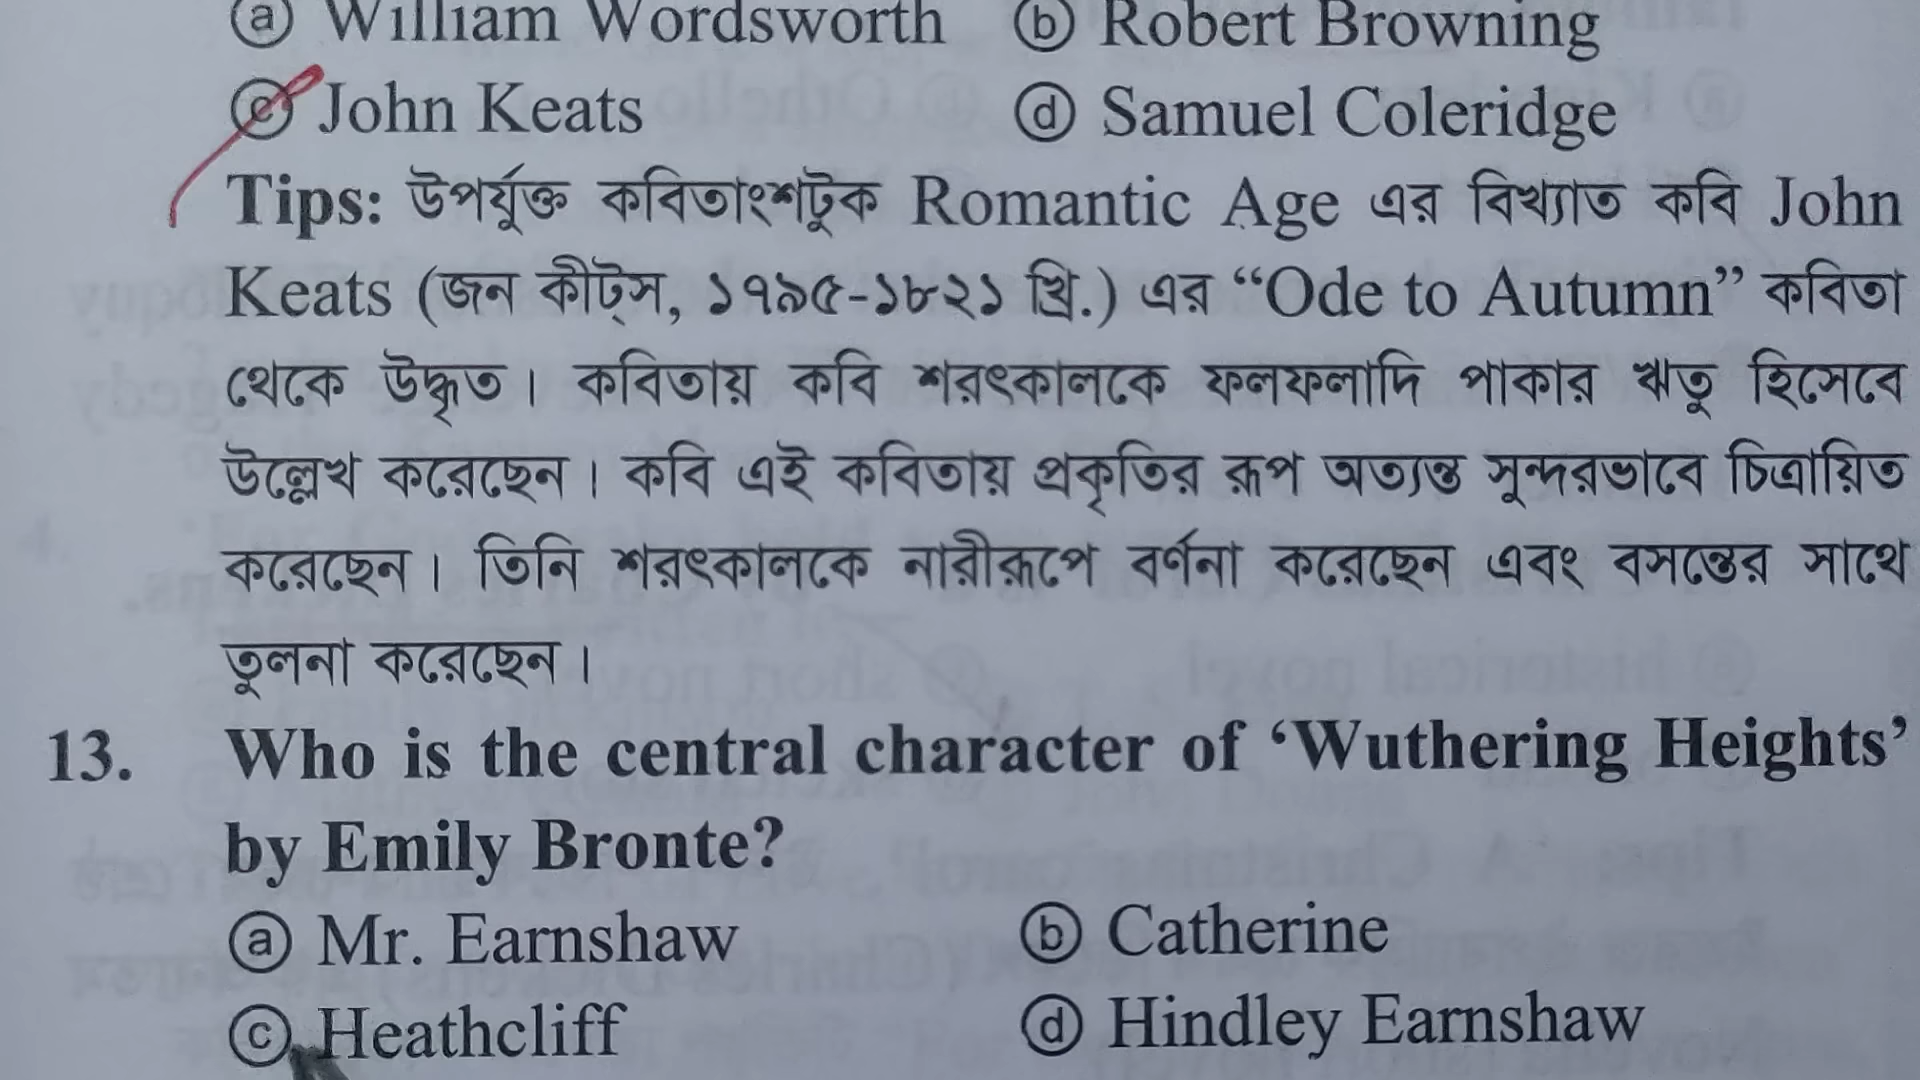 ⓐ William Wordsworth ⓑ Robert Browning
ⓒ John Keats ⓓ Samuel Coleridge
Tips: উপর্যুক্ত কবিতাংশটুক Romantic Age এর বিখ্যাত কবি John
Keats (জন কীট্স, ১৭৯৫-১৮২১ খ্রি.) এর “Ode to Autumn” কবিতা
থেকে উদ্ধৃত। কবিতায় কবি শরৎকালকে ফলফলাদি পাকার ঋতু হিসেবে
উল্লেখ করেছেন। কবি এই কবিতায় প্রকৃতির রূপ অত্যন্ত সুন্দরভাবে চিত্রায়িত
করেছেন। তিনি শরৎকালকে নারীরূপে বর্ণনা করেছেন এবং বসন্তের সাথে
তুলনা করেছেন।
13. Who is the central character of ‘Wuthering Heights’
by Emily Bronte?
ⓐ Mr. Earnshaw ⓑ Catherine
ⓒ Heathcliff ⓓ Hindley Earnshaw